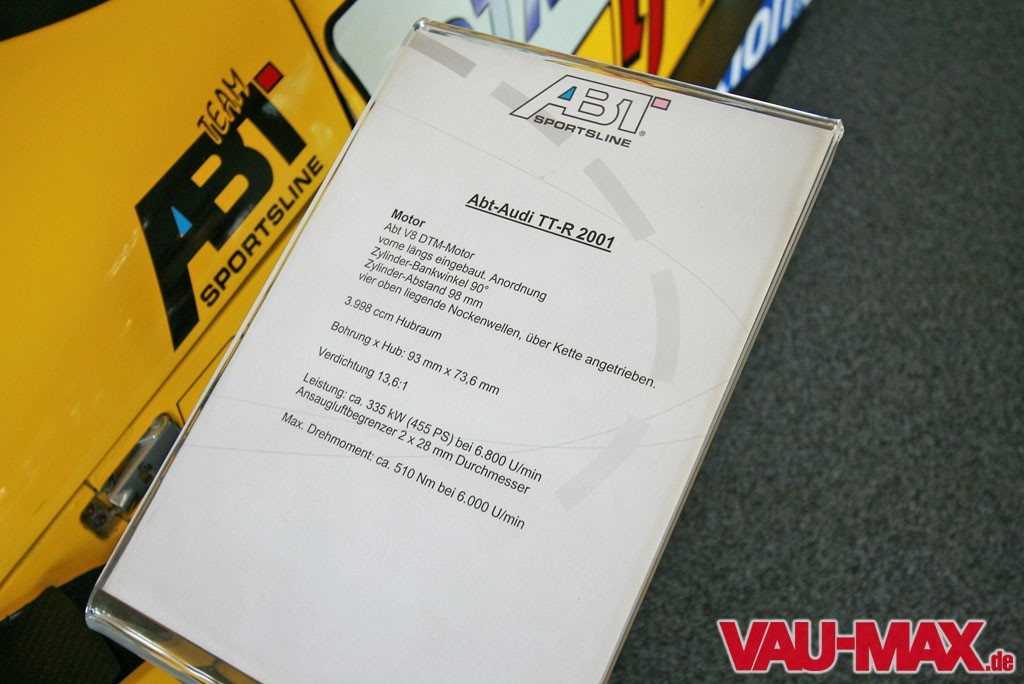 TEAM
ABT
SPORTSLINE
ABT®
SPORTSLINE
Abt-Audi TT-R 2001
Motor
Abt V8 DTM-Motor
vorne längs eingebaut. Anordnung
Zylinder-Bankwinkel 90°
Zylinder-Abstand 98 mm
vier oben liegende Nockenwellen, über Kette angetrieben.
3.998 ccm Hubraum
Bohrung x Hub: 93 mm x 73,6 mm
Verdichtung 13,6:1
Leistung: ca. 335 kW (455 PS) bei 6.800 U/min
Ansaugluftbegrenzer 2 x 28 mm Durchmesser
Max. Drehmoment: ca. 510 Nm bei 6.000 U/min
VAU-MAX.de